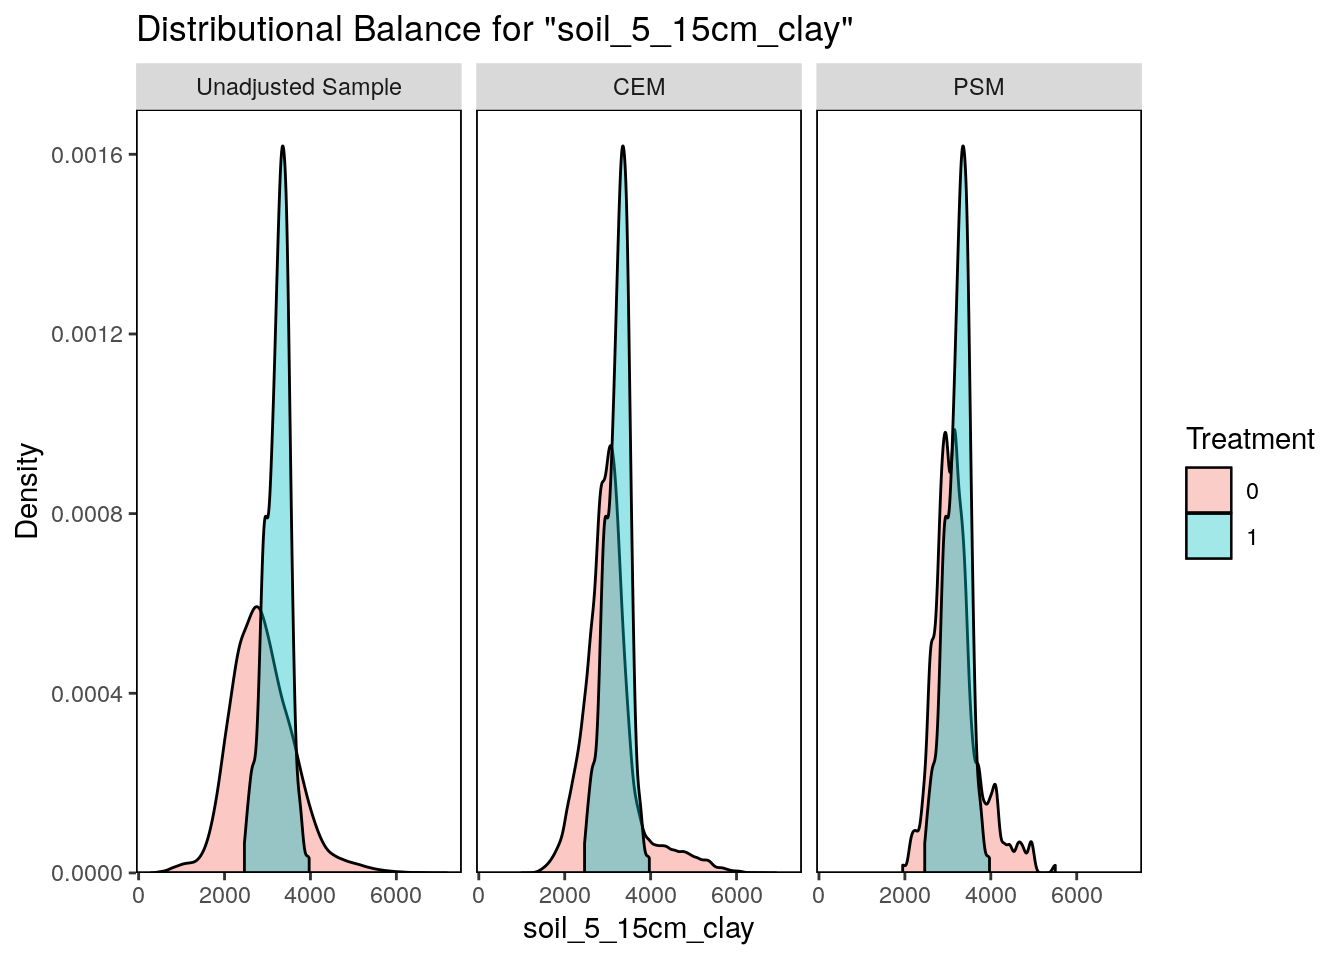 Distributional Balance for "soil_5_15cm_clay"
Unadjusted Sample
CEM
PSM
0.0016
0.0012
0.0008
0.0004
0.0000
Density
0 2000 4000 6000
0 2000 4000 6000
0 2000 4000 6000
soil_5_15cm_clay
Treatment
0
1